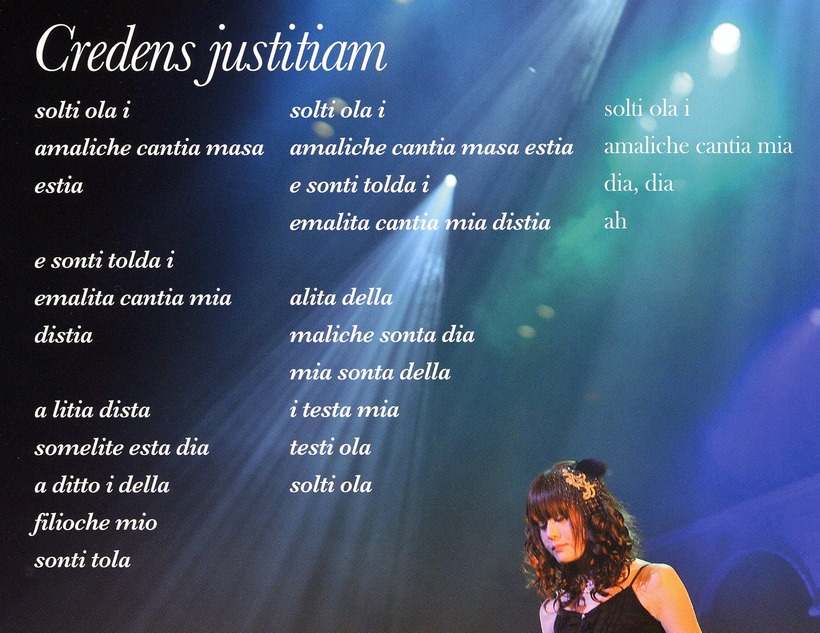 Credens justitiam
solti ola i
amaliche cantia masa
estia
e sonti tolda i
emalita cantia mia
distia
a litia dista
somelite esta dia
a ditto i della
filioche mio
sonti tola
solti ola i
amaliche cantia masa estia
e sonti tolda i
emalita cantia mia distia
alita della
maliche sonta dia
mia sonta della
i testa mia
testi ola
solti ola
solti ola i
amaliche cantia mia
dia, dia
ah